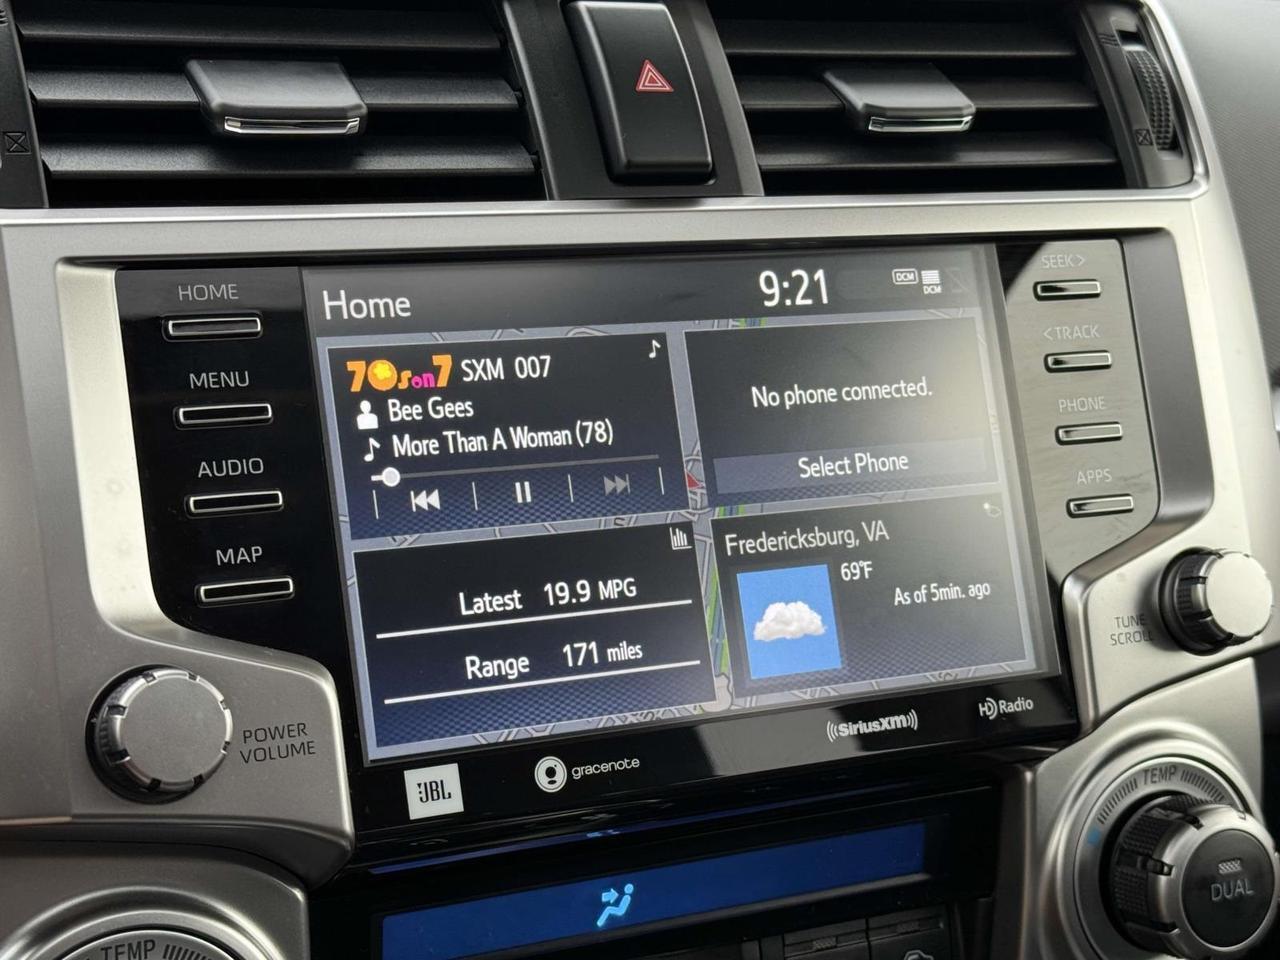 HOME
MENU
AUDIO
MAP
POWER
VOLUME
Home
9:21
DCM
DCM
70s on 7 SXM 007
Bee Gees
More Than A Woman (78)
No phone connected.
Select Phone
Latest 19.9 MPG
Range 171 miles
Fredericksburg, VA
69°F
As of 5min. ago
SEEK>
<TRACK
PHONE
APPS
TUNE
SCROLL
JBL
gracenote
((SiriusXM))
HD Radio
TEMP
TEMP
DUAL